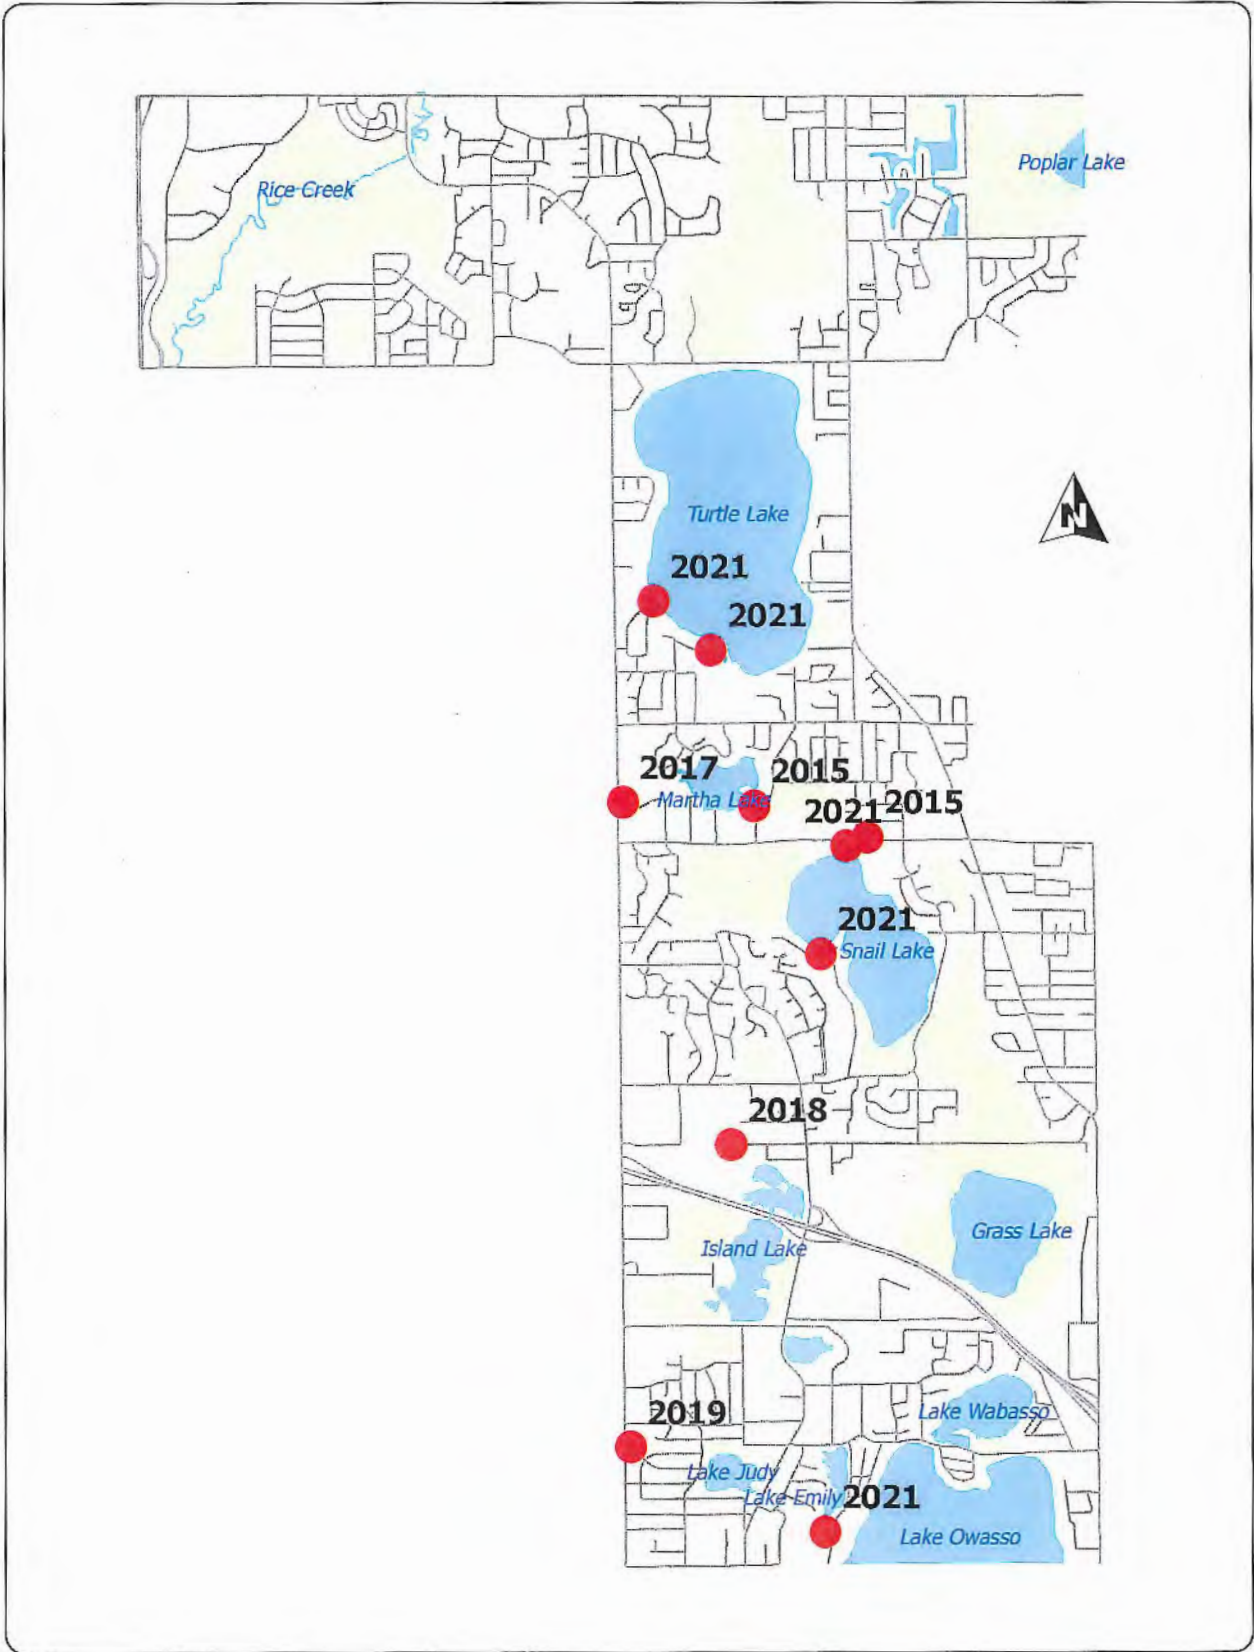 Poplar Lake
Rice Creek
N
Turtle Lake
2021
2021
2017
2015
Martha Lake
2021
2015
2021
Snail Lake
2018
Grass Lake
Island Lake
2019
Lake Wabasso
Lake Judy
Lake Emily
2021
Lake Owasso